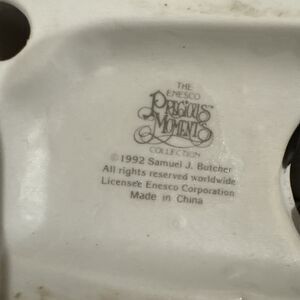 THE
ENESCO
PRECIOUS
MOMENTS
COLLECTION
© 1992 Samuel J. Butcher
All rights reserved worldwide
Licensee Enesco Corporation
Made in China